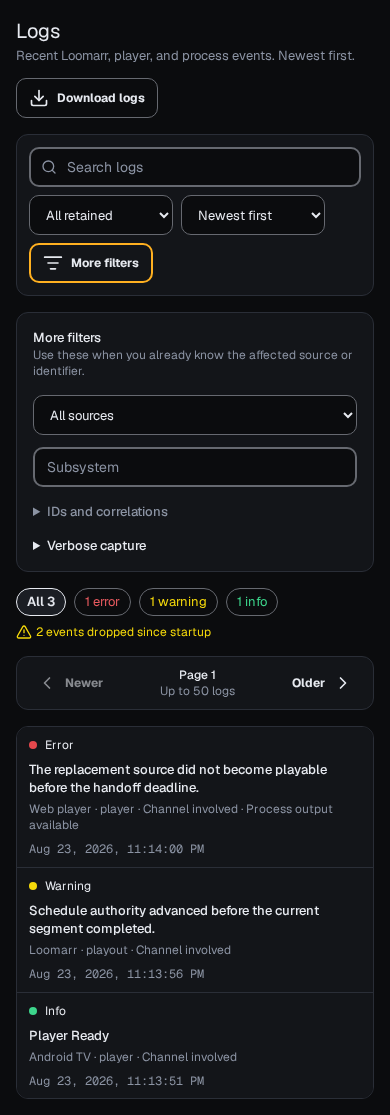 Logs
Recent Loomarr, player, and process events. Newest first.
Download logs
Search logs
All retained
Newest first
More filters
More filters
Use these when you already know the affected source or
identifier.
All sources
Subsystem
IDs and correlations
Verbose capture
All 3
1 error
1 warning
1 info
2 events dropped since startup
Newer
Page 1
Up to 50 logs
Older
Error
The replacement source did not become playable
before the handoff deadline.
Web player · player · Channel involved · Process output
available
Aug 23, 2026, 11:14:00 PM
Warning
Schedule authority advanced before the current
segment completed.
Loomarr · playout · Channel involved
Aug 23, 2026, 11:13:56 PM
Info
Player Ready
Android TV · player · Channel involved
Aug 23, 2026, 11:13:51 PM